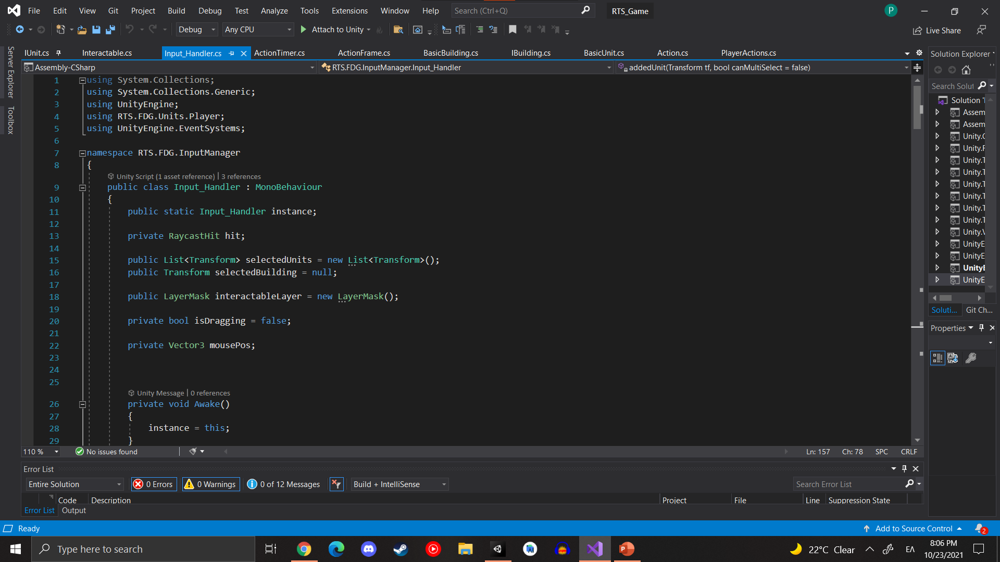 File Edit View Git Project Build Debug Test Analyze Tools Extensions Window Help Search (Ctrl+Q) RTS_Game P
Debug Any CPU Attach to Unity Live Share
Server Explorer
Toolbox
IUnit.cs Interactable.cs Input_Handler.cs ActionTimer.cs ActionFrame.cs BasicBuilding.cs IBuilding.cs BasicUnit.cs Action.cs PlayerActions.cs
Assembly-CSharp RTS.FDG.InputManager.Input_Handler addedUnit(Transform tf, bool canMultiSelect = false)
1 using System.Collections;
2 using System.Collections.Generic;
3 using UnityEngine;
4 using RTS.FDG.Units.Player;
5 using UnityEngine.EventSystems;
6
7 namespace RTS.FDG.InputManager
8 {
Unity Script (1 asset reference) | 3 references
9 public class Input_Handler : MonoBehaviour
10 {
11 public static Input_Handler instance;
12
13 private RaycastHit hit;
14
15 public List<Transform> selectedUnits = new List<Transform>();
16 public Transform selectedBuilding = null;
17
18 public LayerMask interactableLayer = new LayerMask();
19
20 private bool isDragging = false;
21
22 private Vector3 mousePos;
23
24
25
Unity Message | 0 references
26 private void Awake()
27 {
28 instance = this;
29 }
110 % No issues found Ln: 157 Ch: 78 SPC CRLF
Error List
Entire Solution 0 Errors 0 Warnings 0 of 12 Messages Build + IntelliSense Search Error List
Code Description Project File Line Suppression State
Error List Output
Solution Explorer
Search Solut
Solution '
Assem
Assem
Unity.
Unity.F
Unity.T
Unity.T
Unity.T
Unity.T
Unity.T
Unity.T
Unity.V
UnityE
UnityE
UnityE
UnityE
Soluti... Git Ch...
Properties
Ready Add to Source Control 2
Type here to search 22°C Clear ΕΛ 8:06 PM
10/23/2021